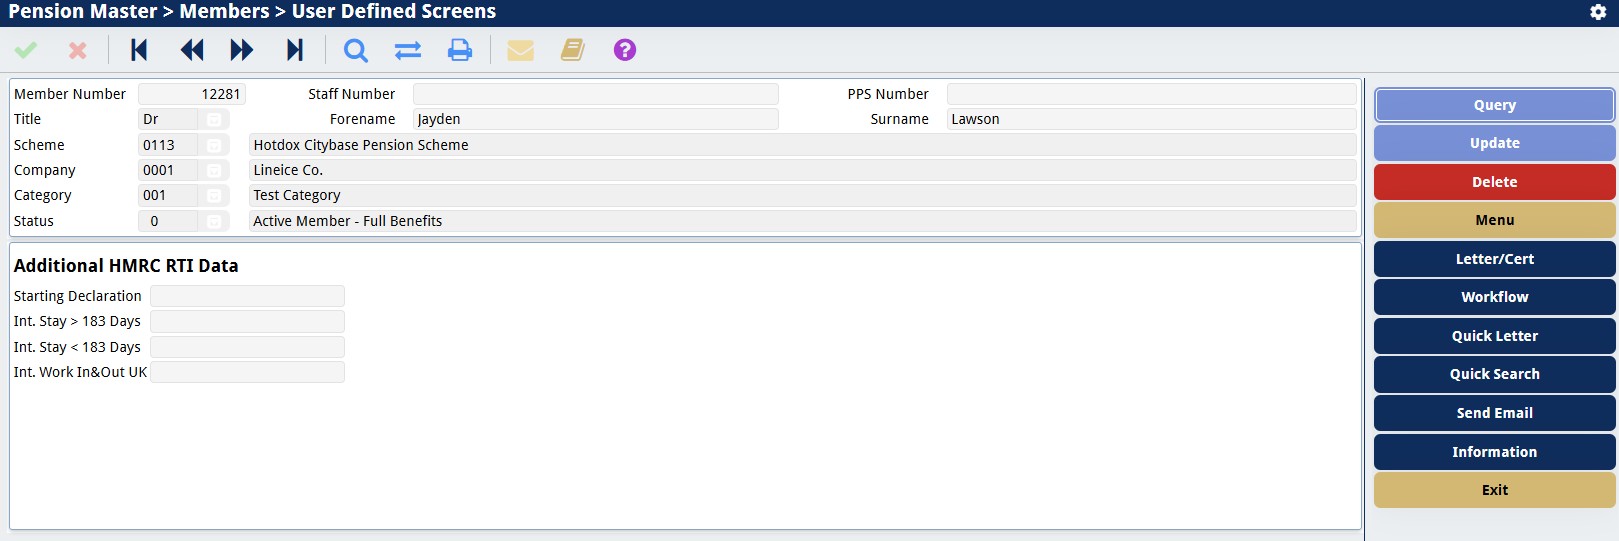 Pension Master > Members > User Defined Screens
?
Member Number 12281 Staff Number PPS Number
Title Dr Forename Jayden Surname Lawson
Scheme 0113 Hotdox Citybase Pension Scheme
Company 0001 Lineice Co.
Category 001 Test Category
Status 0 Active Member - Full Benefits
Additional HMRC RTI Data
Starting Declaration
Int. Stay > 183 Days
Int. Stay < 183 Days
Int. Work In&Out UK
Query
Update
Delete
Menu
Letter/Cert
Workflow
Quick Letter
Quick Search
Send Email
Information
Exit